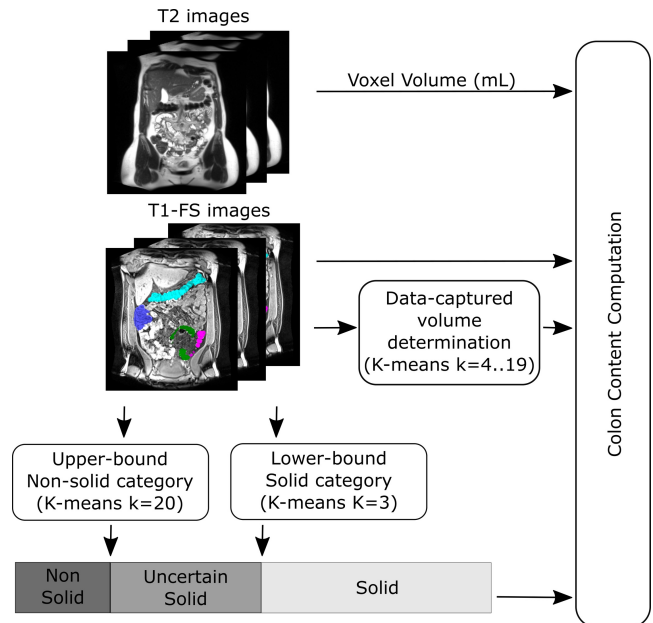 T2 images
Voxel Volume (mL)
T1-FS images
Data-captured
volume
determination
(K-means k=4..19)
Colon Content Computation
Upper-bound
Non-solid category
(K-means k=20)
Lower-bound
Solid category
(K-means K=3)
Non
Solid
Uncertain
Solid
Solid